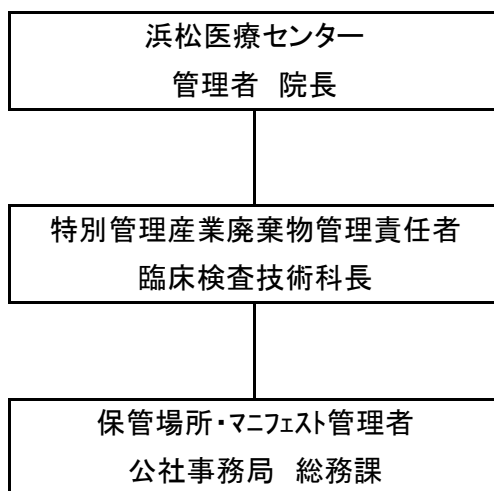 浜松医療センター
管理者　院長
特別管理産業廃棄物管理責任者
臨床検査技術科長
保管場所・マニフェスト管理者
公社事務局　総務課